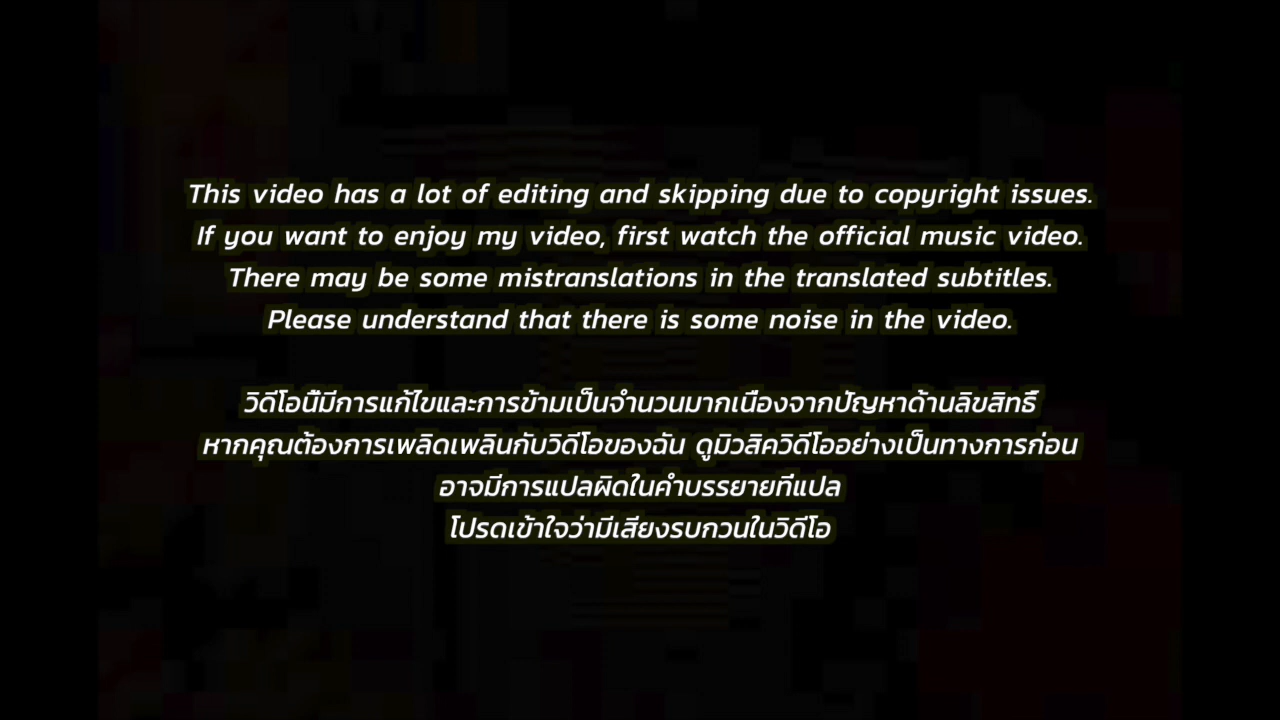 This video has a lot of editing and skipping due to copyright issues.
If you want to enjoy my video, first watch the official music video.
There may be some mistranslations in the translated subtitles.
Please understand that there is some noise in the video.
วิดีโอนี้มีการแก้ไขและการข้ามเป็นจำนวนมากเนื่องจากปัญหาด้านลิขสิทธิ์
หากคุณต้องการเพลิดเพลินกับวิดีโอของฉัน ดูมิวสิควิดีโออย่างเป็นทางการก่อน
อาจมีการแปลผิดในคำบรรยายที่แปล
โปรดเข้าใจว่ามีเสียงรบกวนในวิดีโอ